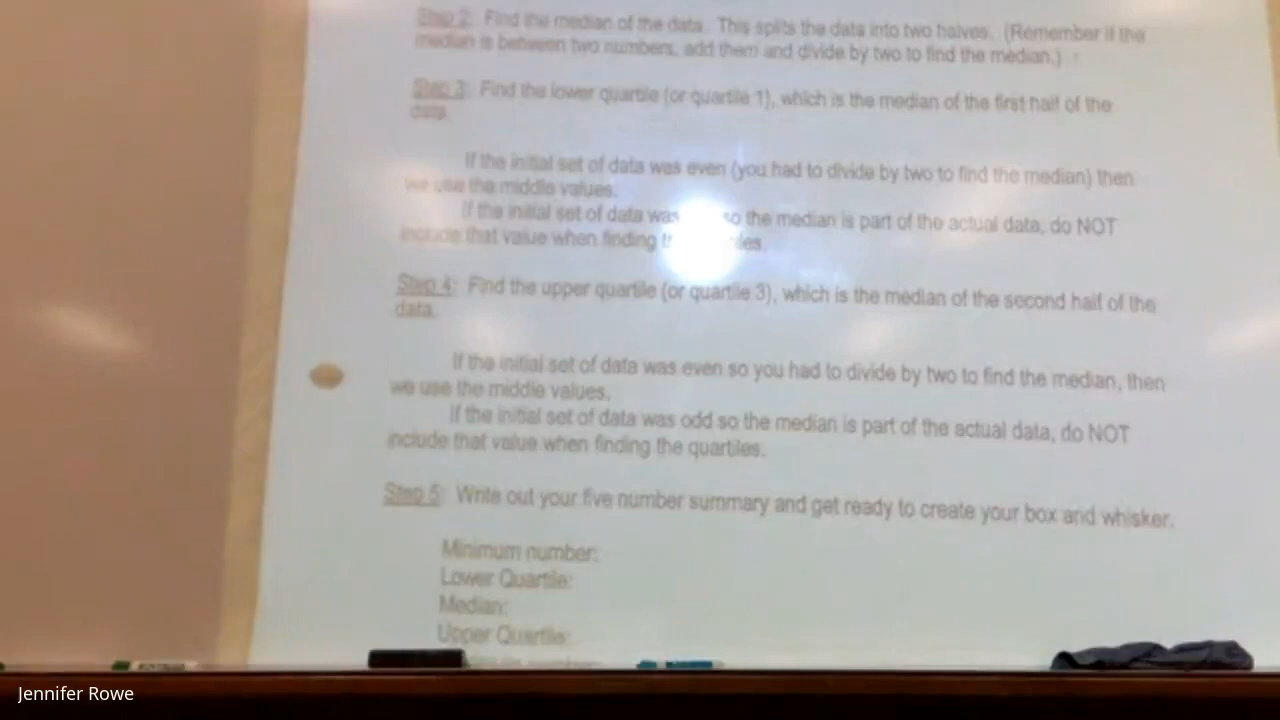 Step 2: Find the median of the data. This splits the data into two halves. (Remember if the
median is between two numbers, add them and divide by two to find the median.)
Step 3: Find the lower quartile (or quartile 1), which is the median of the first half of the
data.
If the initial set of data was even (you had to divide by two to find the median) then
we use the middle values.
If the initial set of data was so the median is part of the actual data, do NOT
include that value when finding
Step 4: Find the upper quartile (or quartile 3), which is the median of the second half of the
data.
If the initial set of data was even so you had to divide by two to find the median, then
we use the middle values.
If the initial set of data was odd so the median is part of the actual data, do NOT
include that value when finding the quartiles.
Step 5: Write out your five number summary and get ready to create your box and whisker.
Minimum number:
Lower Quartile:
Median:
Upper Quartile:
Jennifer Rowe